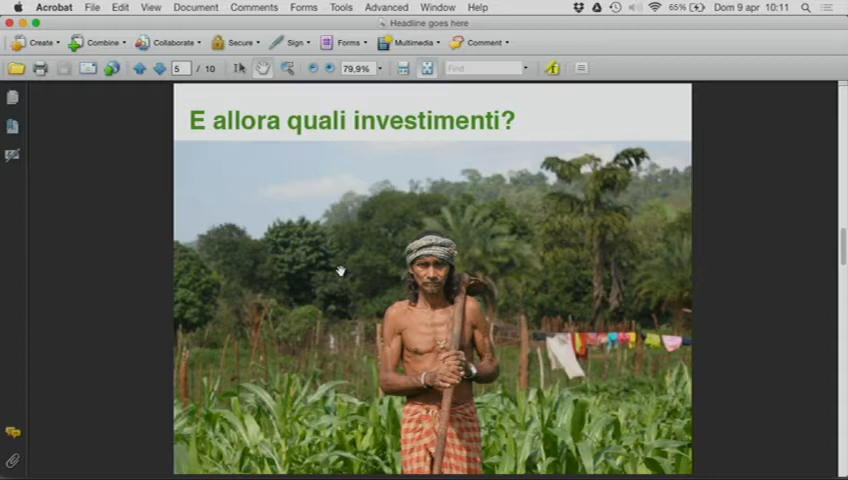 Acrobat File Edit View Document Comments Forms Tools Advanced Window Help 65% Dom 9 apr 10:11
Headline goes here
Create Combine Collaborate Secure Sign Forms Multimedia Comment
5 / 10 79,9% Find
E allora quali investimenti?